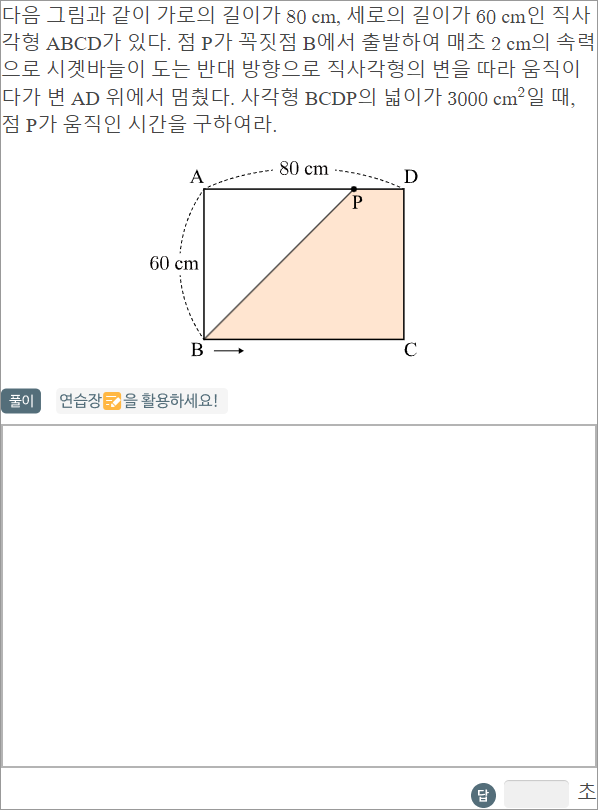 다음 그림과 같이 가로의 길이가 80 cm, 세로의 길이가 60 cm인 직사
각형 ABCD가 있다. 점 P가 꼭짓점 B에서 출발하여 매초 2 cm의 속력
으로 시곗바늘이 도는 반대 방향으로 직사각형의 변을 따라 움직이
다가 변 AD 위에서 멈췄다. 사각형 BCDP의 넓이가 3000 cm²일 때,
점 P가 움직인 시간을 구하여라.
80 cm
A
D
P
60 cm
B
C
풀이 연습장 을 활용하세요!
답 초